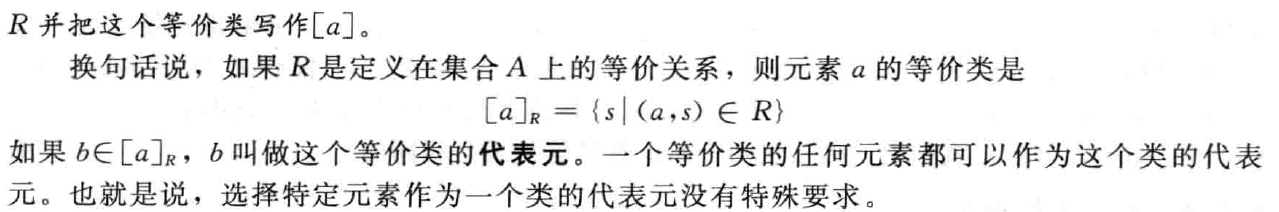 R 并把这个等价类写作[a]。
换句话说，如果 R 是定义在集合 A 上的等价关系，则元素 a 的等价类是
[a]_R = {s|(a,s) ∈ R}
如果 b∈[a]_R，b 叫做这个等价类的代表元。一个等价类的任何元素都可以作为这个类的代表
元。也就是说，选择特定元素作为一个类的代表元没有特殊要求。